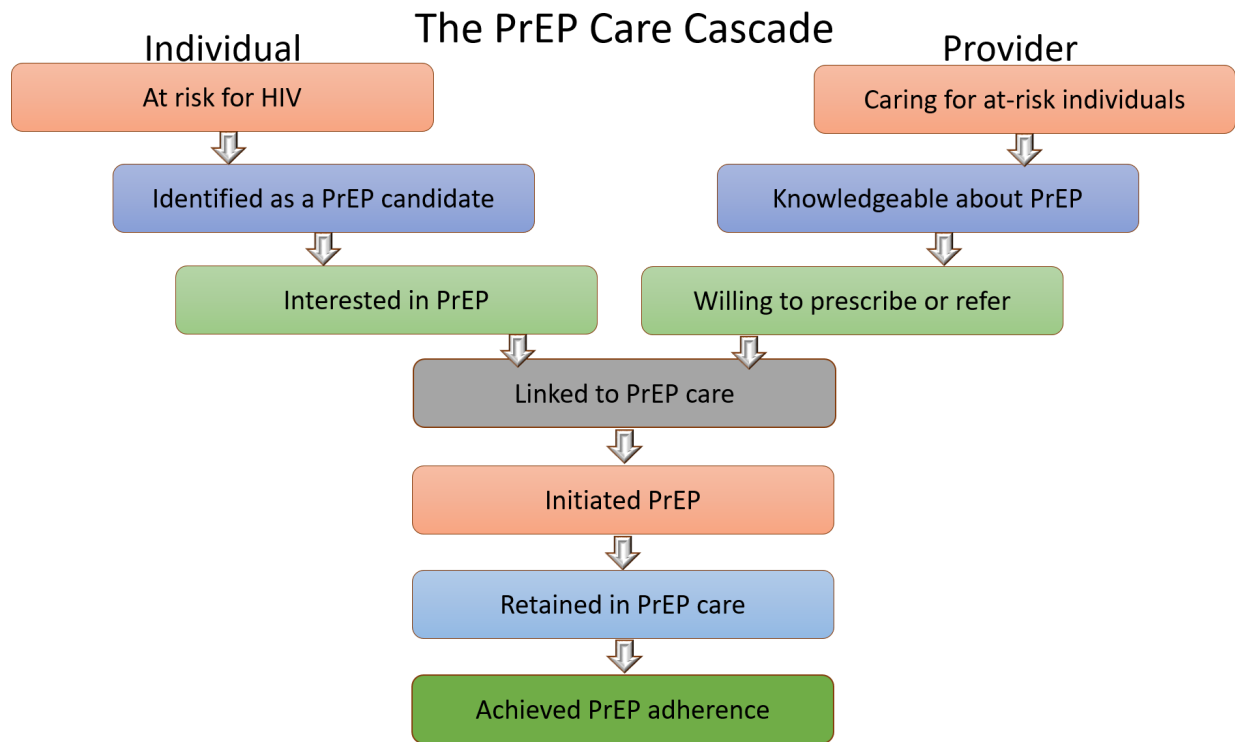 The PrEP Care Cascade
Individual
Provider
At risk for HIV
Caring for at-risk individuals
Identified as a PrEP candidate
Knowledgeable about PrEP
Interested in PrEP
Willing to prescribe or refer
Linked to PrEP care
Initiated PrEP
Retained in PrEP care
Achieved PrEP adherence